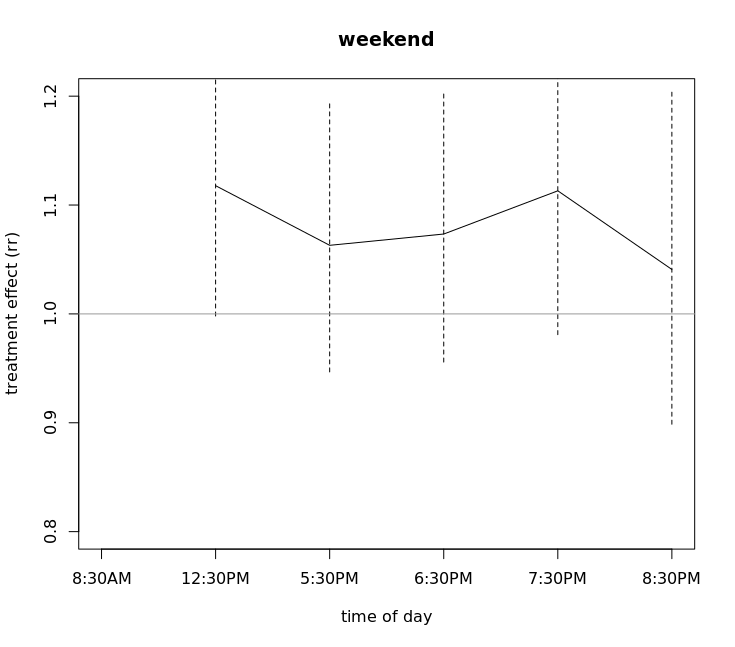 weekend
treatment effect (rr)
1.2
1.1
1.0
0.9
0.8
8:30AM 12:30PM 5:30PM 6:30PM 7:30PM 8:30PM
time of day